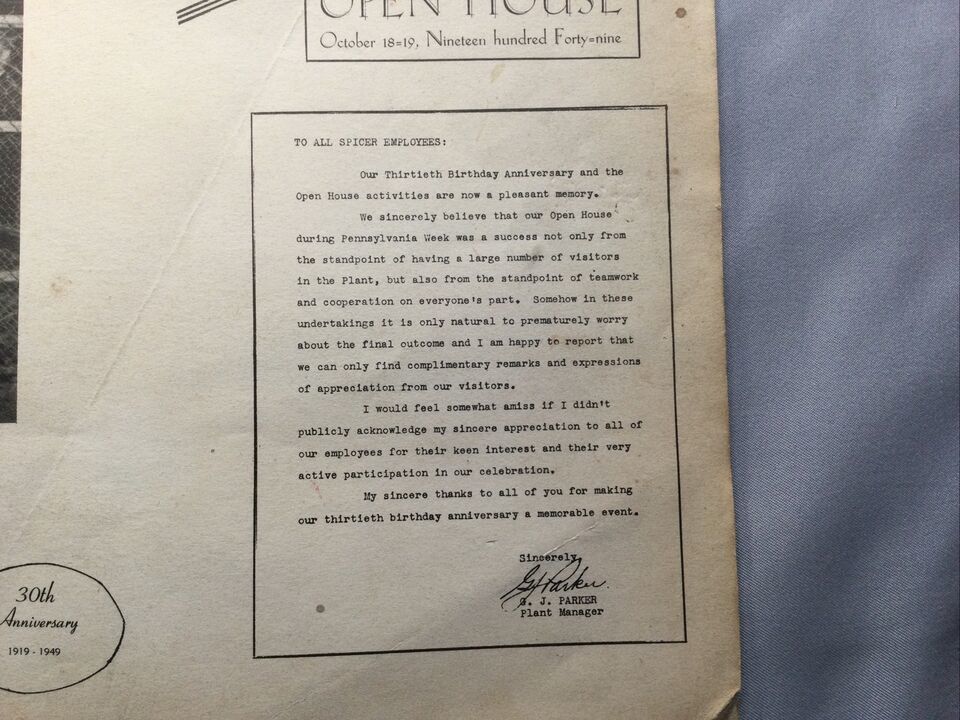 OPEN HOUSE
October 18=19, Nineteen hundred Forty=nine
TO ALL SPICER EMPLOYEES:
Our Thirtieth Birthday Anniversary and the
Open House activities are now a pleasant memory.
We sincerely believe that our Open House
during Pennsylvania Week was a success not only from
the standpoint of having a large number of visitors
in the Plant, but also from the standpoint of teamwork
and cooperation on everyone's part. Somehow in these
undertakings it is only natural to prematurely worry
about the final outcome and I am happy to report that
we can only find complimentary remarks and expressions
of appreciation from our visitors.
I would feel somewhat amiss if I didn't
publicly acknowledge my sincere appreciation to all of
our employees for their keen interest and their very
active participation in our celebration.
My sincere thanks to all of you for making
our thirtieth birthday anniversary a memorable event.
Sincerely,
GJ Parker
G. J. PARKER
Plant Manager
30th
Anniversary
1919 - 1949